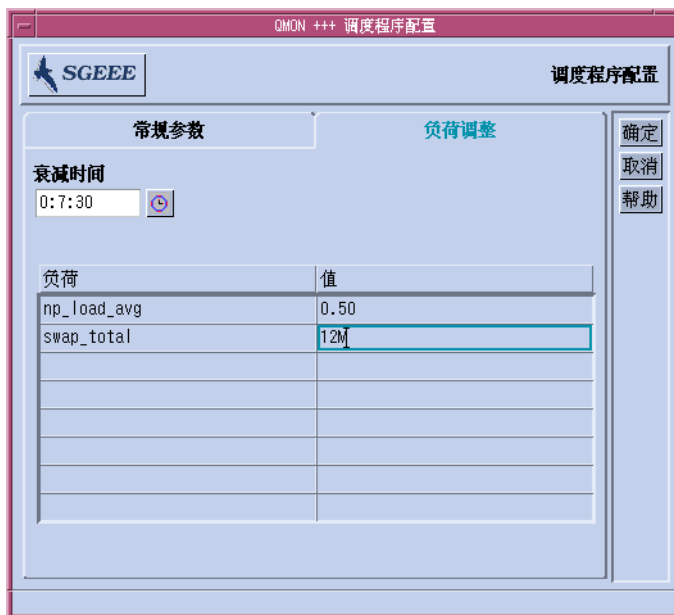 QMON +++ 调度程序配置
SGEEE
调度程序配置
常规参数 负荷调整
确定
取消
帮助
衰减时间
0:7:30
负荷 值
np_load_avg 0.50
swap_total 12M